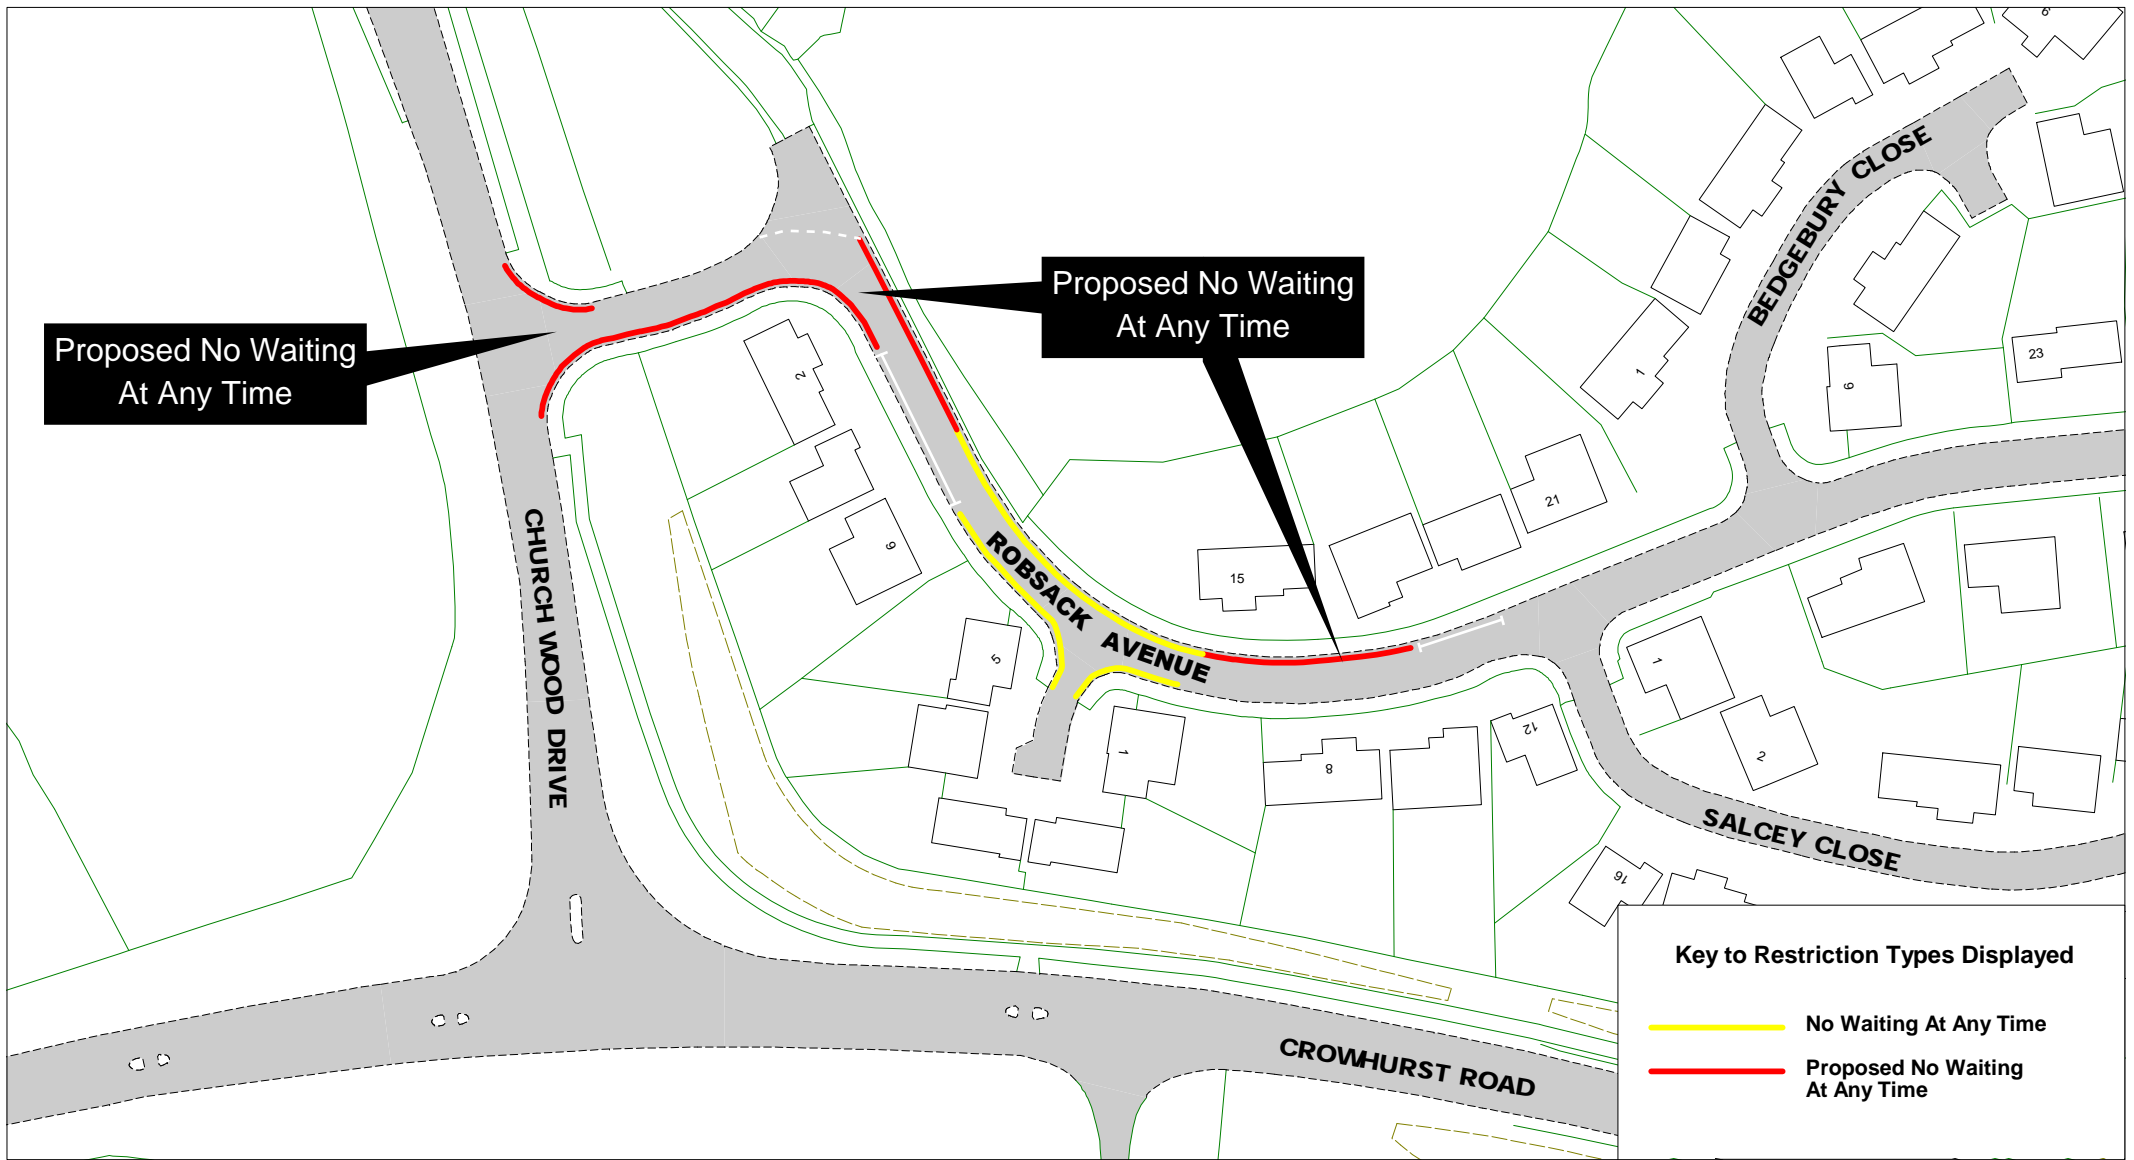 Proposed No Waiting
At Any Time
Proposed No Waiting
At Any Time
BEDGEBURY CLOSE
CHURCH WOOD DRIVE
ROBSACK AVENUE
SALCEY CLOSE
CROWHURST ROAD
2
9
5
1
15
21
1
9
23
8
12
1
2
16
Key to Restriction Types Displayed
No Waiting At Any Time
Proposed No Waiting
At Any Time